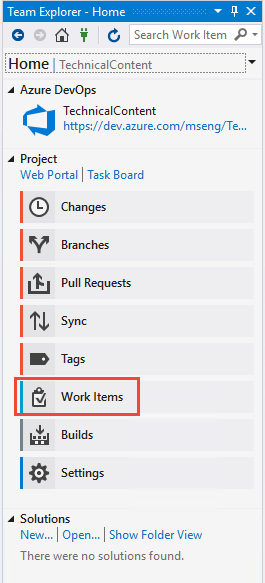 Team Explorer - Home
Search Work Item
Home | TechnicalContent
Azure DevOps
TechnicalContent
https://dev.azure.com/mseng/Te...
Project
Web Portal | Task Board
Changes
Branches
Pull Requests
Sync
Tags
Work Items
Builds
Settings
Solutions
New... | Open... | Show Folder View
There were no solutions found.